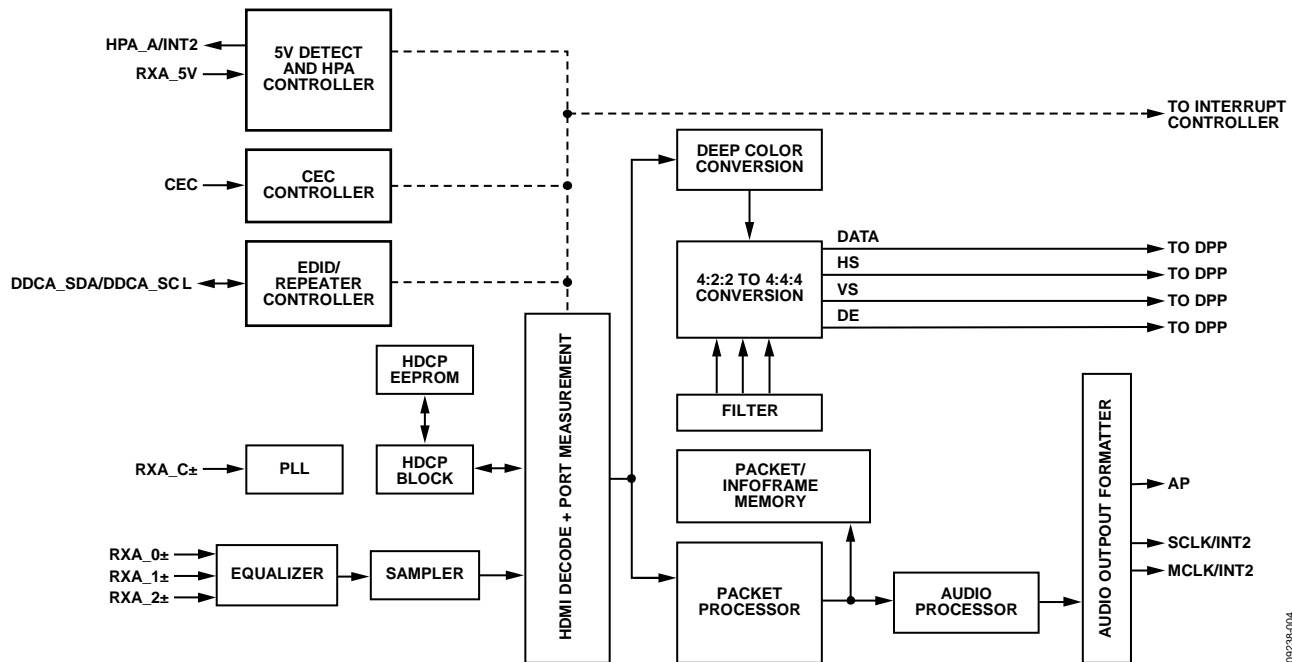 HPA_A/INT2
RXA_5V
5V DETECT
AND HPA
CONTROLLER
TO INTERRUPT
CONTROLLER
DEEP COLOR
CONVERSION
CEC
CEC
CONTROLLER
DDCA_SDA/DDCA_SCL
EDID/
REPEATER
CONTROLLER
4:2:2 TO 4:4:4
CONVERSION
DATA
TO DPP
HS
TO DPP
VS
TO DPP
DE
TO DPP
FILTER
HDCP
EEPROM
RXA_C±
PLL
HDCP
BLOCK
HDMI DECODE + PORT MEASUREMENT
PACKET/
INFOFRAME
MEMORY
RXA_0±
RXA_1±
RXA_2±
EQUALIZER
SAMPLER
PACKET
PROCESSOR
AUDIO
PROCESSOR
AUDIO OUTPOUT FORMATTER
AP
SCLK/INT2
MCLK/INT2
09238-004